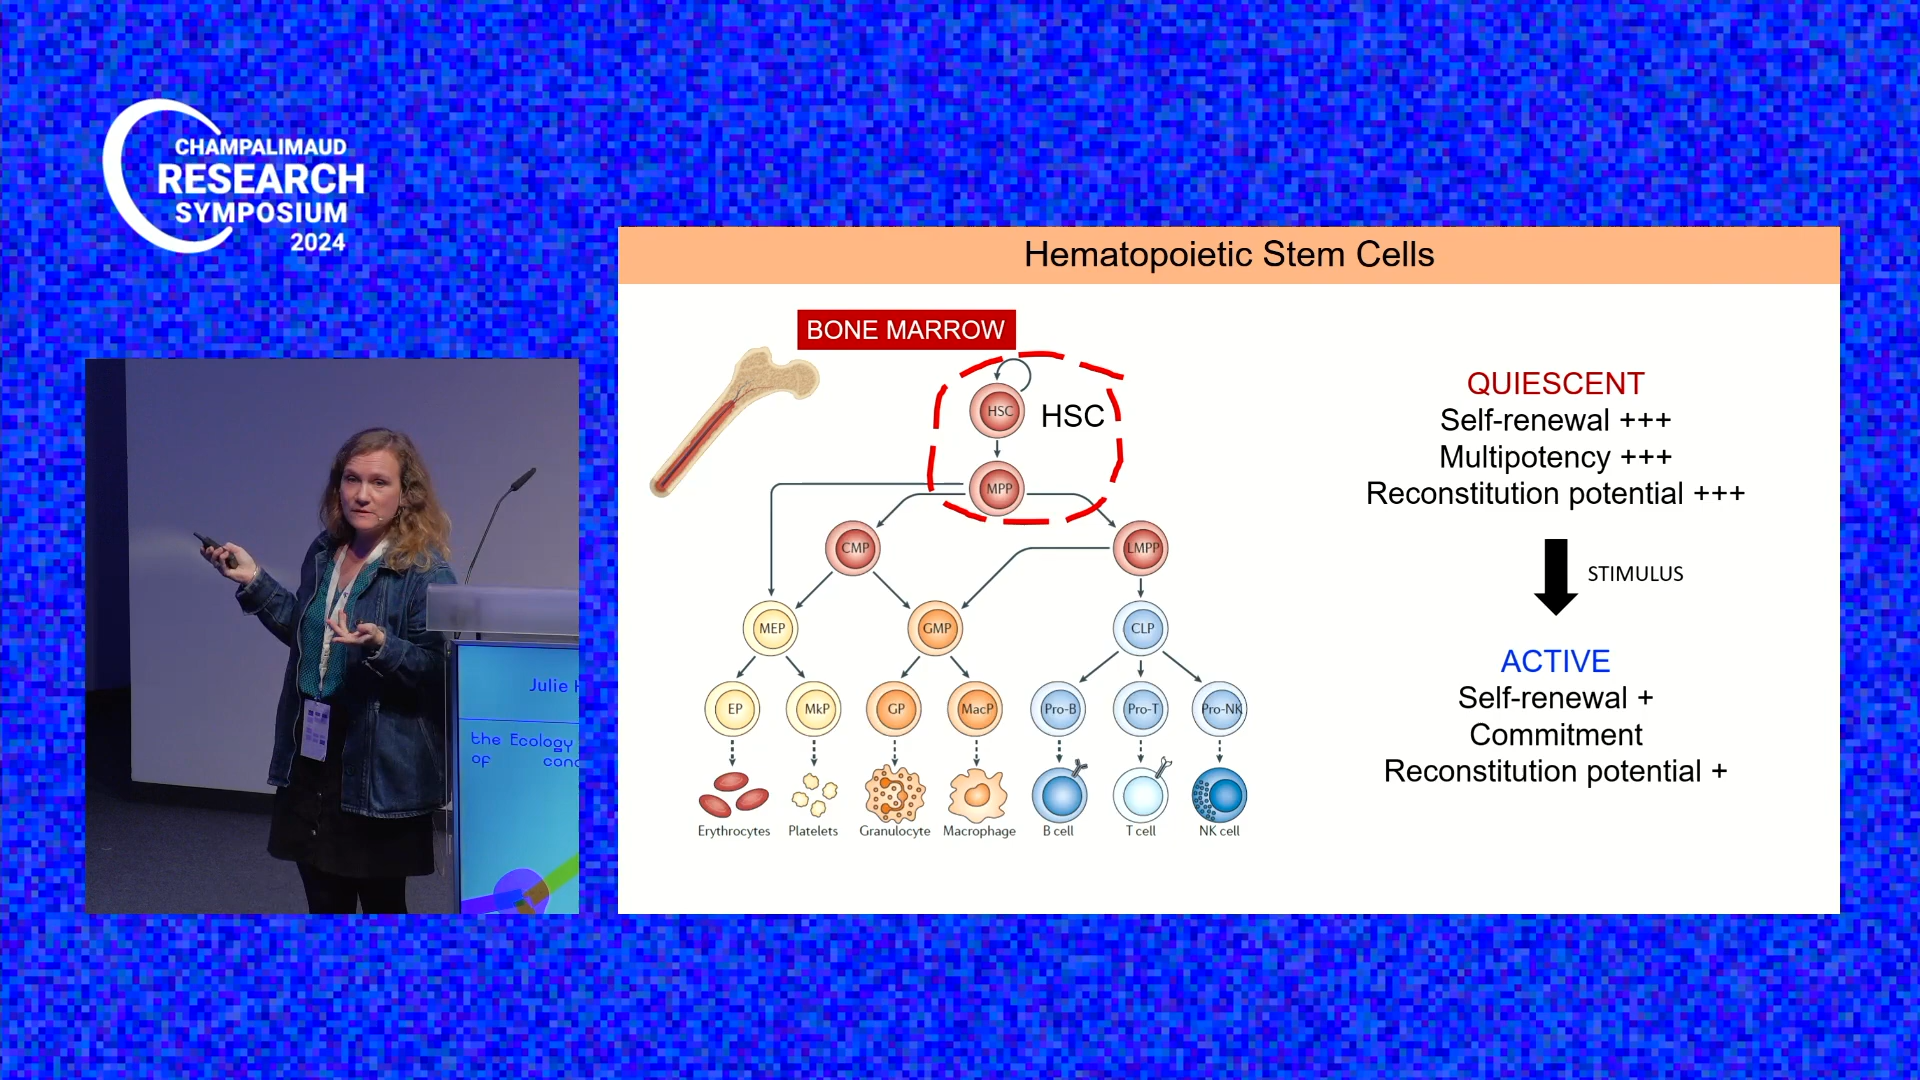 CHAMPALIMAUD
RESEARCH
SYMPOSIUM
2024
Hematopoietic Stem Cells
BONE MARROW
HSC
HSC
MPP
CMP
LMPP
MEP
GMP
CLP
EP
MkP
GP
MacP
Pro-B
Pro-T
Pro-NK
Erythrocytes
Platelets
Granulocyte
Macrophage
B cell
T cell
NK cell
QUIESCENT
Self-renewal +++
Multipotency +++
Reconstitution potential +++
STIMULUS
ACTIVE
Self-renewal +
Commitment
Reconstitution potential +
Julie
the Ecology
of